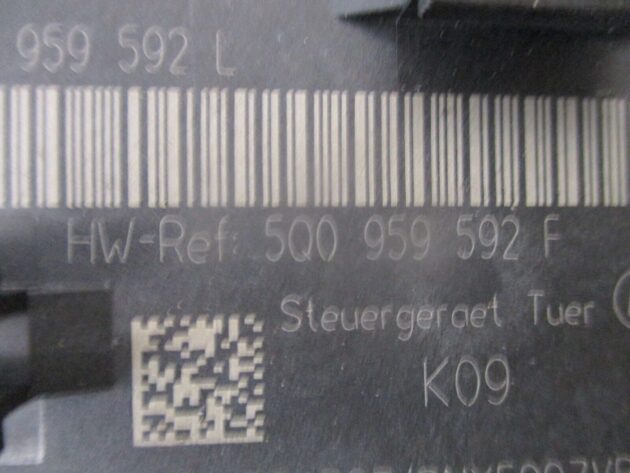 959 592 L
HW-Ref: 5Q0 959 592 F
Steuergeraet Tuer
K09